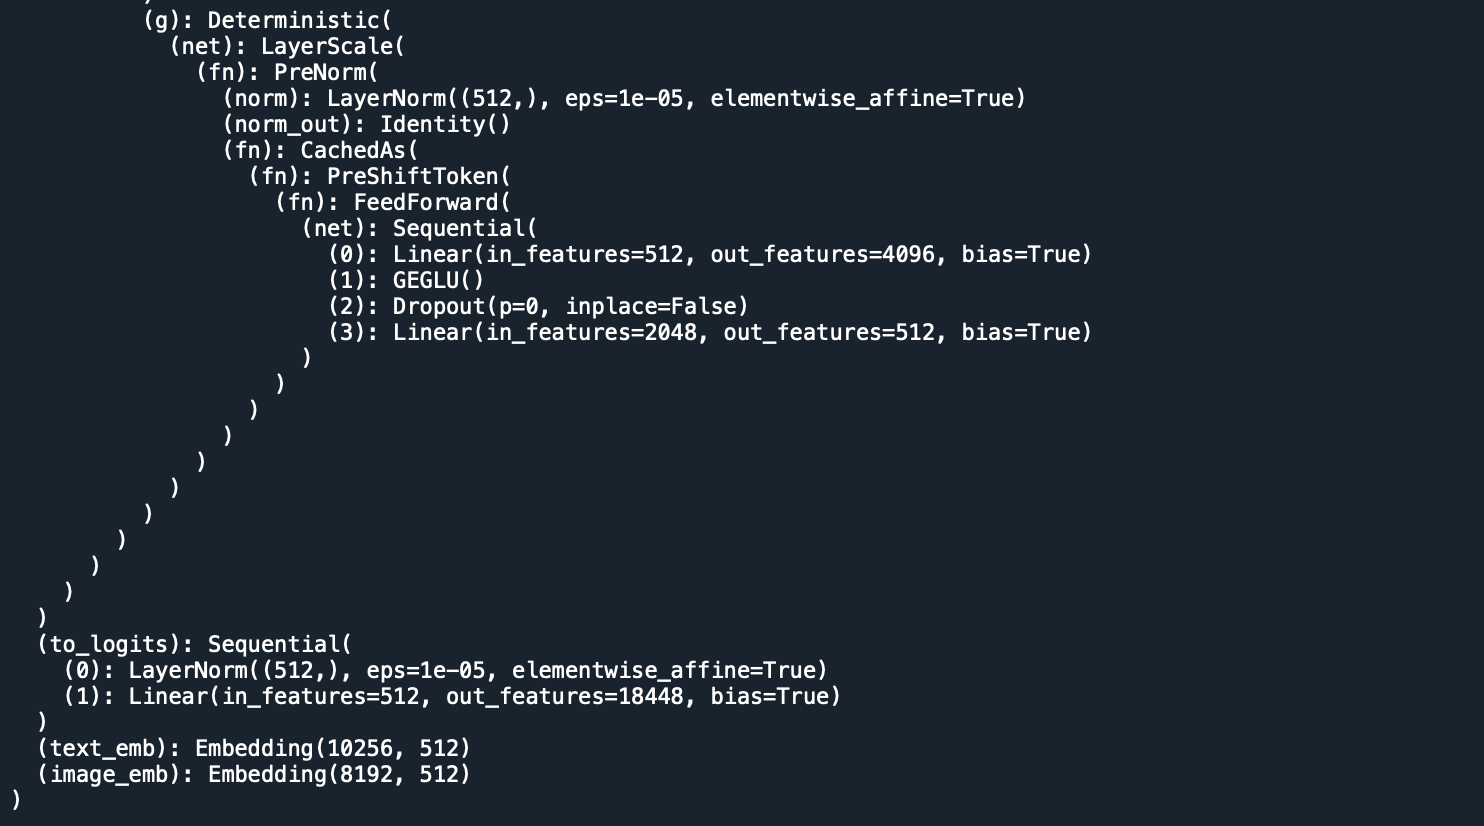 (g): Deterministic(
(net): LayerScale(
(fn): PreNorm(
(norm): LayerNorm((512,), eps=1e-05, elementwise_affine=True)
(norm_out): Identity()
(fn): CachedAs(
(fn): PreShiftToken(
(fn): FeedForward(
(net): Sequential(
(0): Linear(in_features=512, out_features=4096, bias=True)
(1): GEGLU()
(2): Dropout(p=0, inplace=False)
(3): Linear(in_features=2048, out_features=512, bias=True)
)
)
)
)
)
)
)
)
)
)
)
(to_logits): Sequential(
(0): LayerNorm((512,), eps=1e-05, elementwise_affine=True)
(1): Linear(in_features=512, out_features=18448, bias=True)
)
(text_emb): Embedding(10256, 512)
(image_emb): Embedding(8192, 512)
)